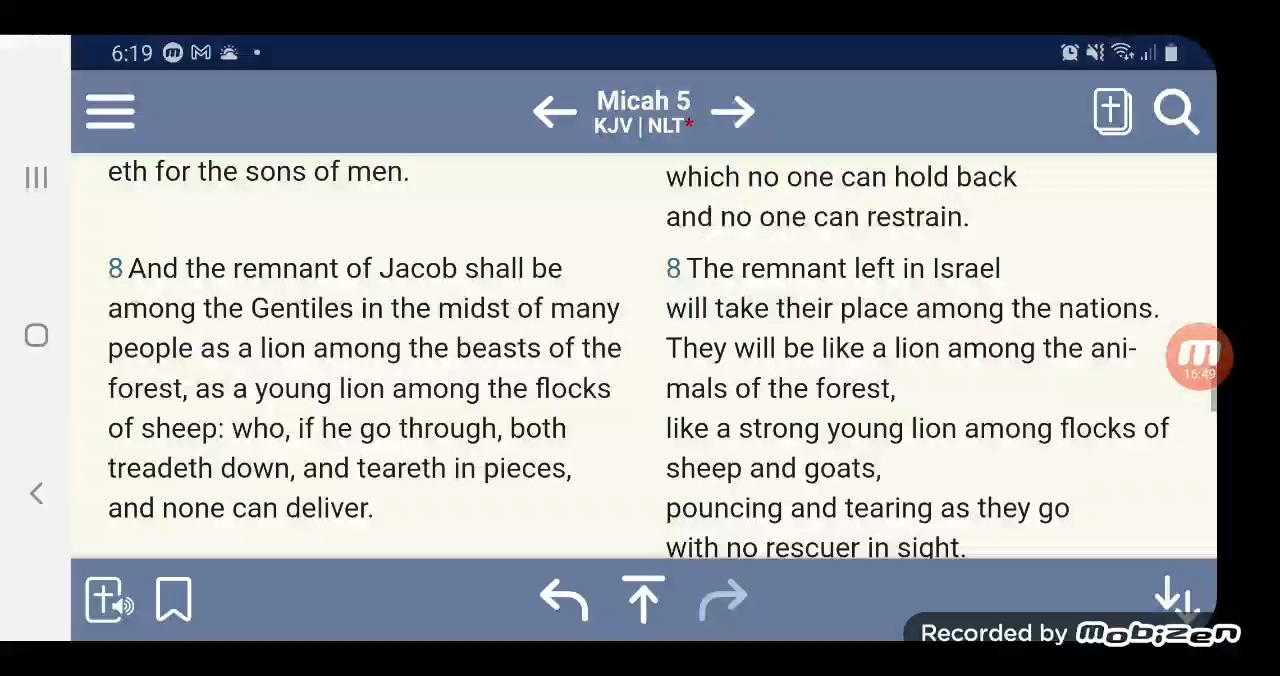 6:19
Micah 5
KJV | NLT*
eth for the sons of men.
8 And the remnant of Jacob shall be
among the Gentiles in the midst of many
people as a lion among the beasts of the
forest, as a young lion among the flocks
of sheep: who, if he go through, both
treadeth down, and teareth in pieces,
and none can deliver.
which no one can hold back
and no one can restrain.
8 The remnant left in Israel
will take their place among the nations.
They will be like a lion among the ani-
mals of the forest,
like a strong young lion among flocks of
sheep and goats,
pouncing and tearing as they go
with no rescuer in sight.
m
16:49
Recorded by Mobizen